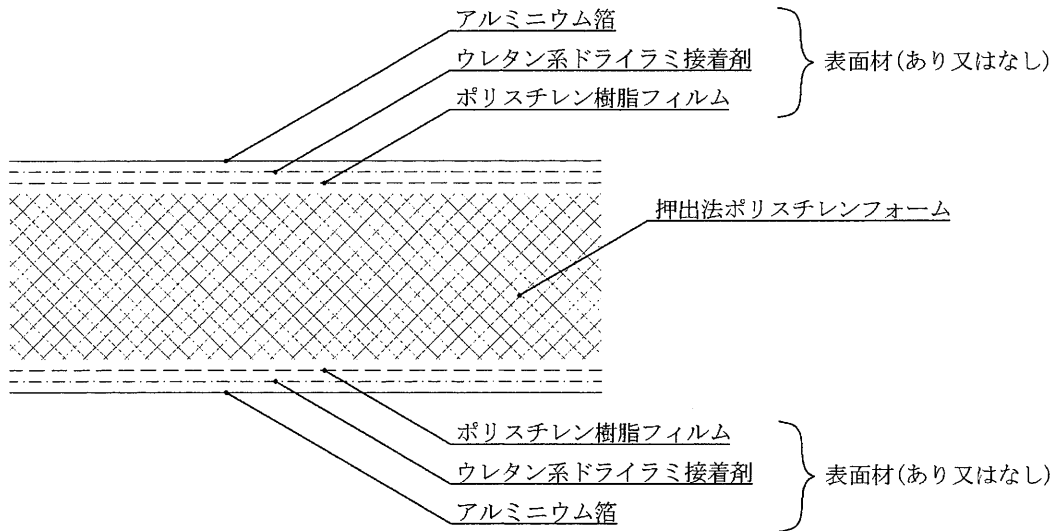 アルミニウム箔
ウレタン系ドライラミ接着剤
ポリスチレン樹脂フィルム
表面材(あり又はなし)
押出法ポリスチレンフォーム
ポリスチレン樹脂フィルム
ウレタン系ドライラミ接着剤
アルミニウム箔
表面材(あり又はなし)